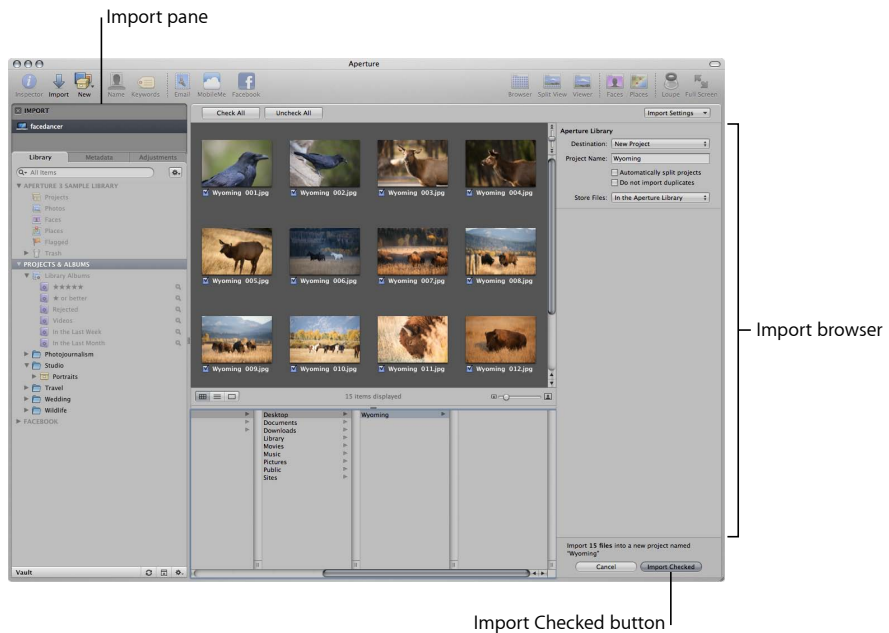 Import pane
Aperture
Inspector Import New Name Keywords Email MobileMe Facebook Browser Split View Viewer Faces Places Loupe Full Screen
IMPORT
facedancer
Check All Uncheck All Import Settings
Library Metadata Adjustments
All Items
APERTURE 3 SAMPLE LIBRARY
Projects
Photos
Faces
Places
Flagged
Trash
PROJECTS & ALBUMS
Library Albums
★★★★★
★ or better
Rejected
Videos
In the Last Week
In the Last Month
Photojournalism
Studio
Portraits
Travel
Wedding
Wildlife
FACEBOOK
Vault
Wyoming 001.jpg Wyoming 002.jpg Wyoming 003.jpg Wyoming 004.jpg
Wyoming 005.jpg Wyoming 006.jpg Wyoming 007.jpg Wyoming 008.jpg
Wyoming 009.jpg Wyoming 010.jpg Wyoming 011.jpg Wyoming 012.jpg
15 items displayed
Desktop Wyoming
Documents
Downloads
Library
Movies
Music
Pictures
Public
Sites
Aperture Library
Destination: New Project
Project Name: Wyoming
Automatically split projects
Do not import duplicates
Store Files: In the Aperture Library
Import 15 files into a new project named
"Wyoming"
Cancel Import Checked
Import browser
Import Checked button